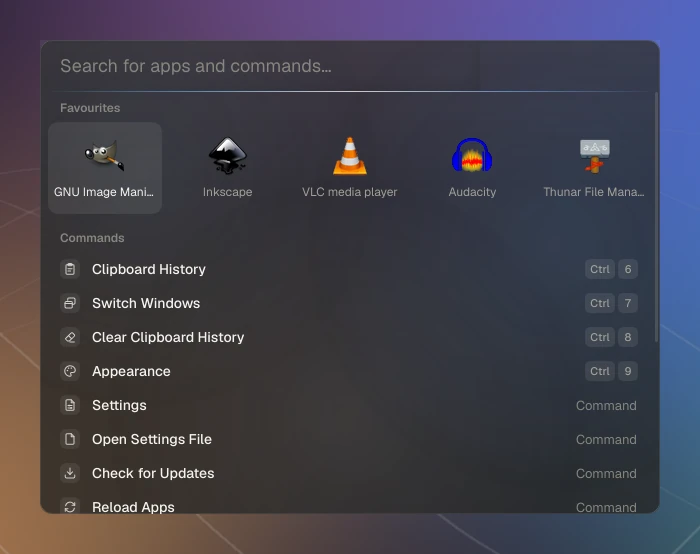 Search for apps and commands...
Favourites
GNU Image Mani...
Inkscape
VLC media player
Audacity
Thunar File Mana...
Commands
Clipboard History Ctrl 6
Switch Windows Ctrl 7
Clear Clipboard History Ctrl 8
Appearance Ctrl 9
Settings Command
Open Settings File Command
Check for Updates Command
Reload Apps Command